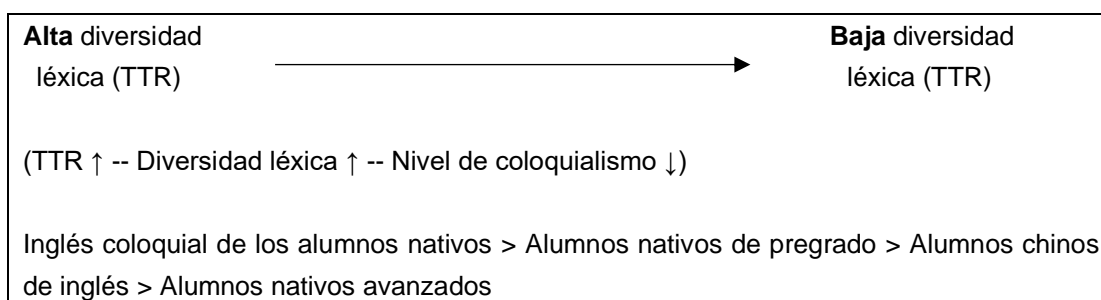 Alta diversidad Baja diversidad
léxica (TTR) léxica (TTR)
(TTR ↑ -- Diversidad léxica ↑ -- Nivel de coloquialismo ↓)
Inglés coloquial de los alumnos nativos > Alumnos nativos de pregrado > Alumnos chinos
de inglés > Alumnos nativos avanzados